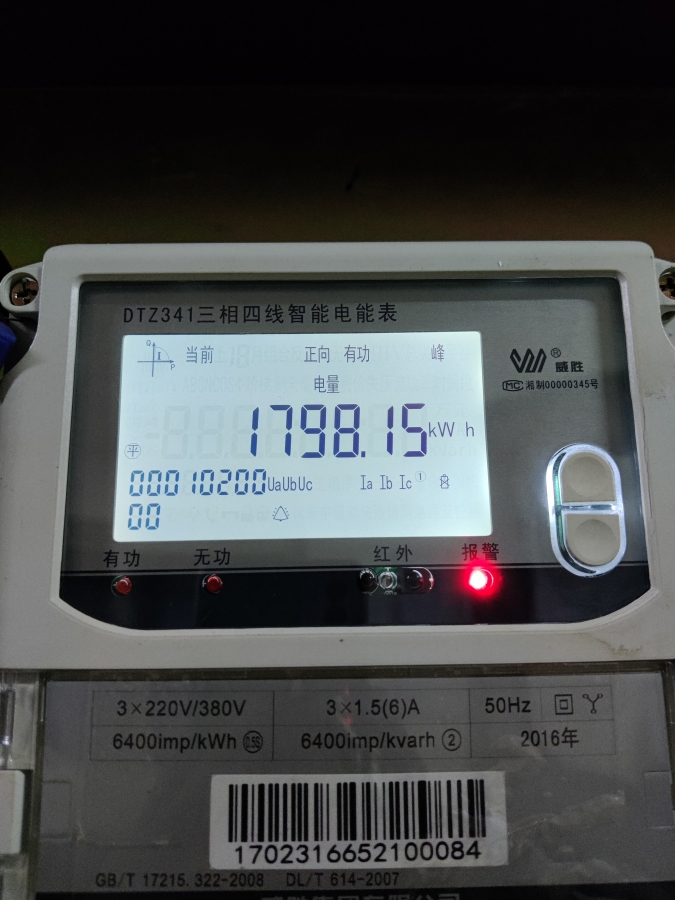 DTZ341三相四线智能电能表
当前 正向 有功 峰
电量
1798.15 kW h
平
00010200 UaUbUc Ia Ib Ic ①
00
® 威胜
MC 湘制00000345号
有功 无功 红外 报警
3×220V/380V 3×1.5(6)A 50Hz
6400imp/kWh 0.5S 6400imp/kvarh ② 2016年
1702316652100084
GB/T 17215.322-2008 DL/T 614-2007